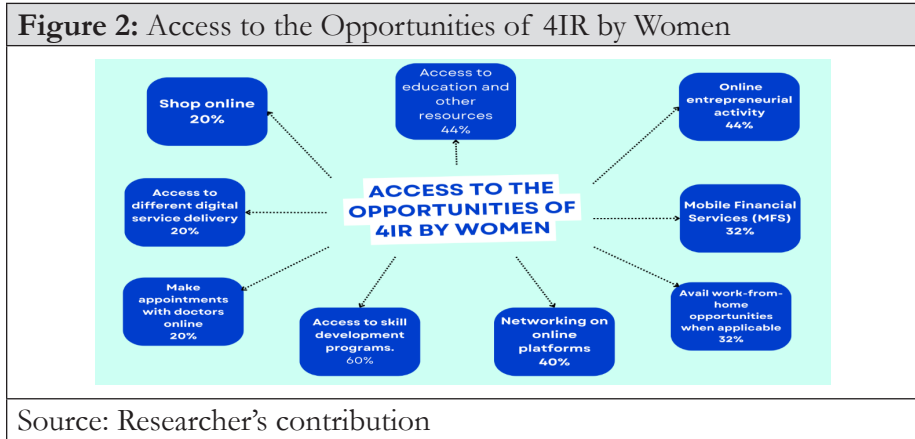 Figure 2: Access to the Opportunities of 4IR by Women
Access to
education and
other
resources
44%
Shop online
20%
Online
entrepreneurial
activity
44%
Access to
different digital
service delivery
20%
ACCESS TO THE
OPPORTUNITIES OF
4IR BY WOMEN
Mobile Financial
Services (MFS)
32%
Make
appointments
with doctors
online
20%
Access to skill
development
programs.
60%
Networking on
online
platforms
40%
Avail work-from-
home
opportunities
when applicable
32%
Source: Researcher’s contribution